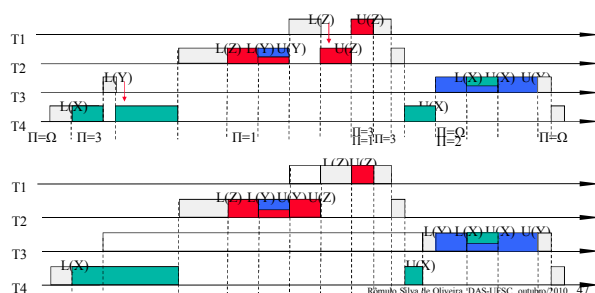 L(Z) U(Z)
T1
L(Z) L(Y) U(Y) U(Z)
T2
L(Y) L(X) U(X) U(Y)
T3
L(X) U(X)
T4
Π=Ω Π=3 Π=1 Π=3 Π=1 Π=3 Π=Ω Π=2 Π=Ω
L(Z) U(Z)
T1
L(Z) L(Y) U(Y) U(Z)
T2
L(Y) L(X) U(X) U(Y)
T3
L(X) U(X)
T4
Rômulo Silva de Oliveira, DAS-UFSC, outubro/2010 47